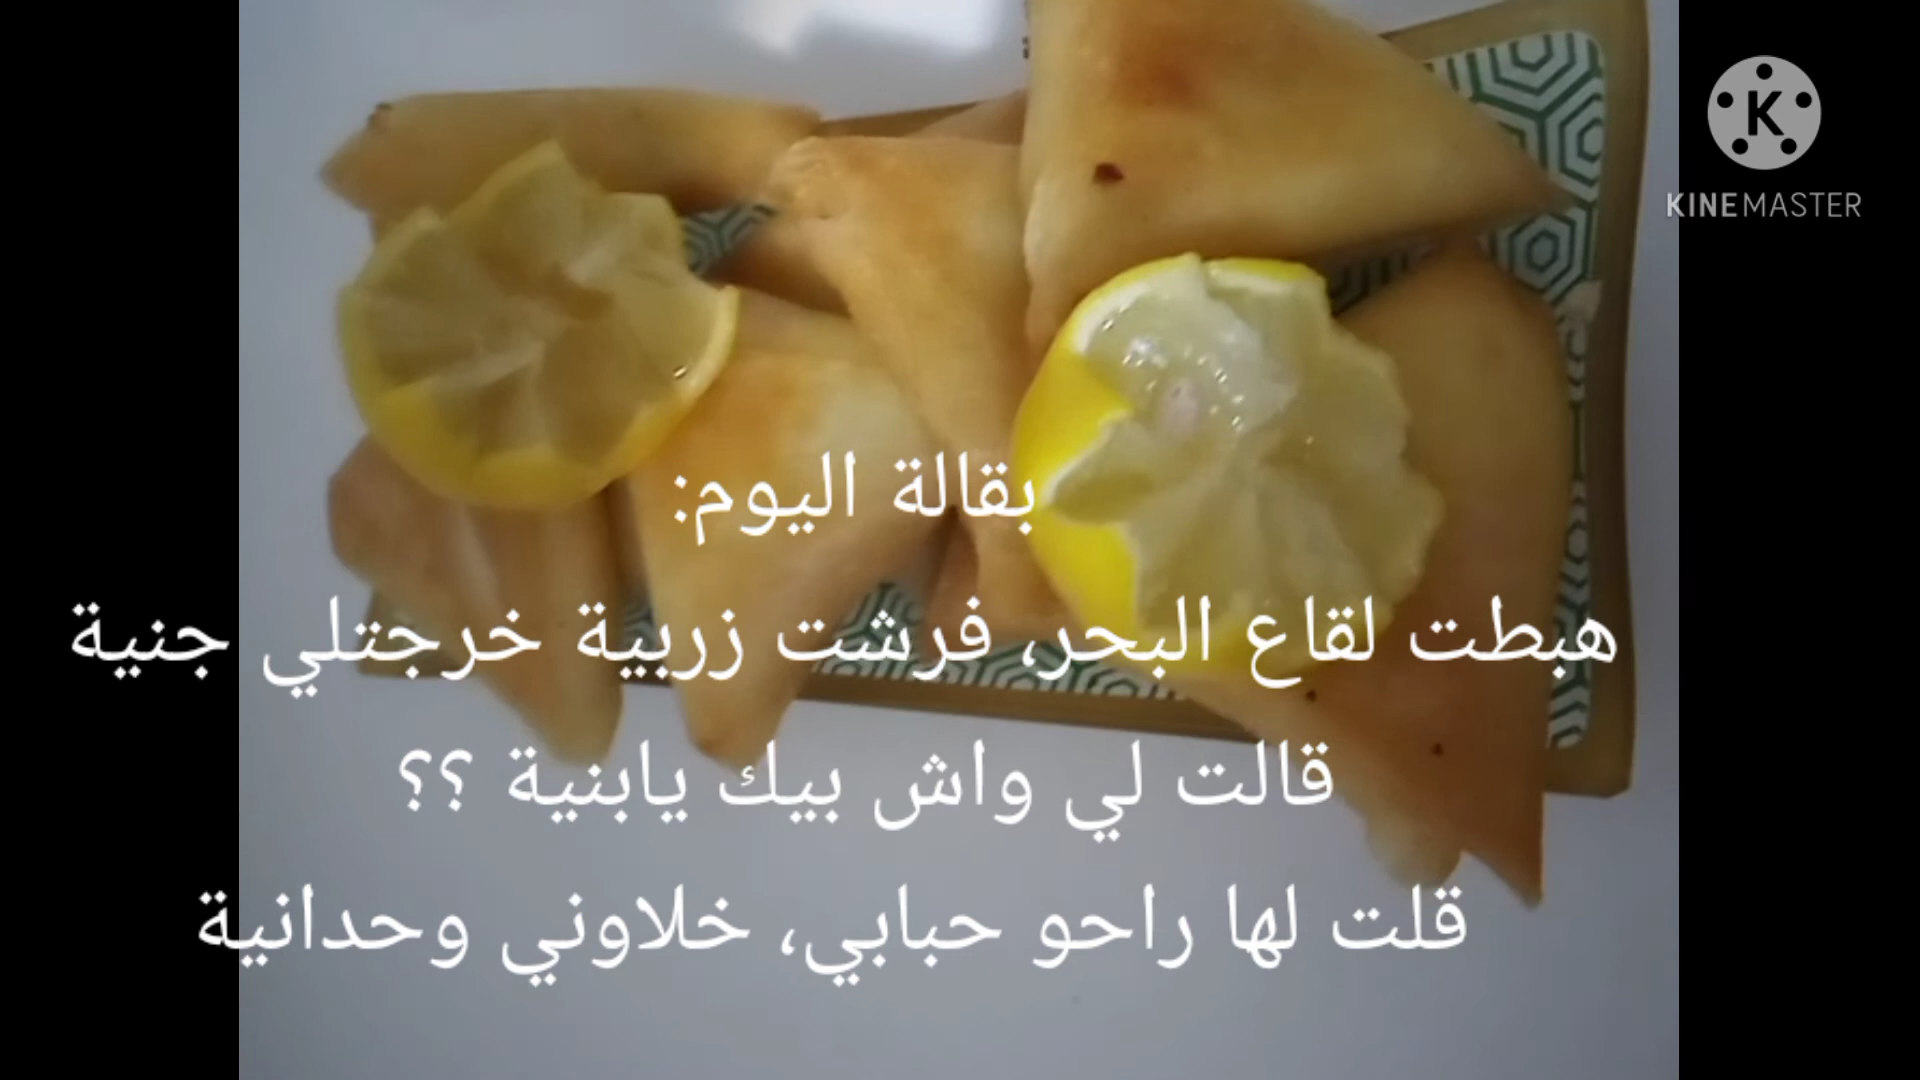 KINEMASTER
بقالة اليوم:
هبطت لقاع البحر، فرشت زربية خرجتلي جنية
قالت لي واش بيك يابنية ؟؟
قلت لها راحو حبابي، خلاوني وحدانية